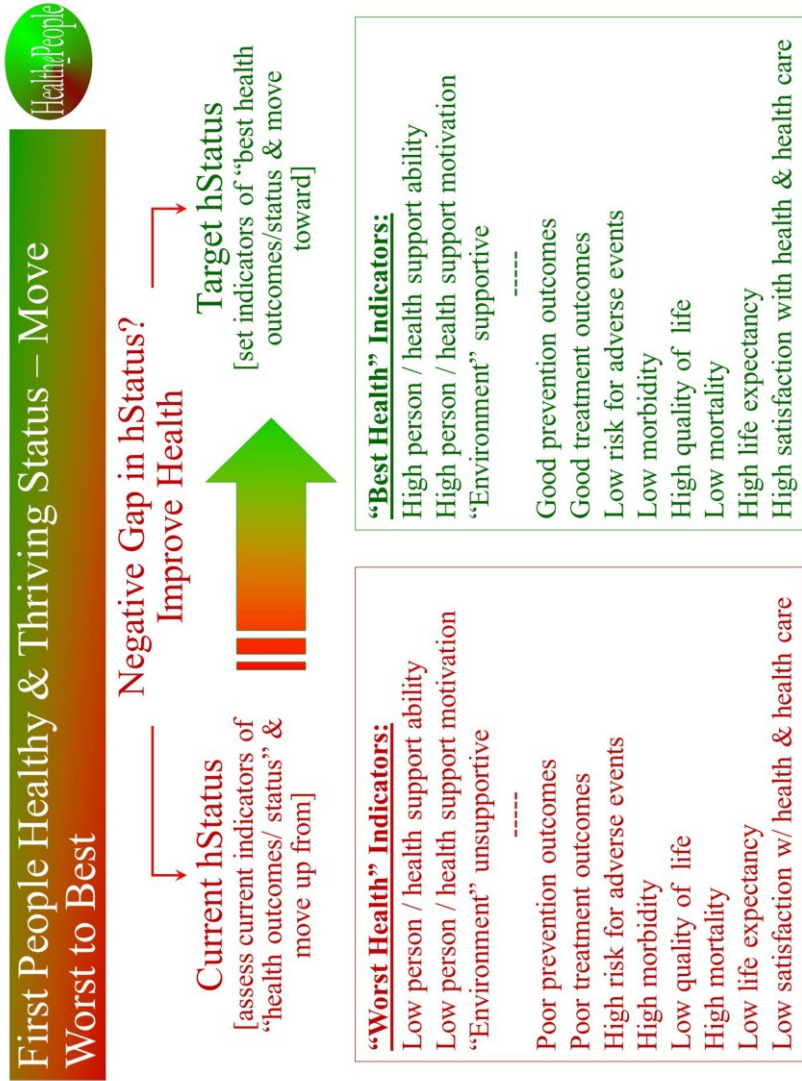 First People Healthy & Thriving Status – Move
Worst to Best
HealthePeople
Negative Gap in hStatus?
Improve Health
Current hStatus
[assess current indicators of
“health outcomes/ status” &
move up from]
Target hStatus
[set indicators of “best health
outcomes/status & move
toward]
“Worst Health” Indicators:
Low person / health support ability
Low person / health support motivation
“Environment” unsupportive
-----
Poor prevention outcomes
Poor treatment outcomes
High risk for adverse events
High morbidity
Low quality of life
High mortality
Low life expectancy
Low satisfaction w/ health & health care
“Best Health” Indicators:
High person / health support ability
High person / health support motivation
“Environment” supportive
-----
Good prevention outcomes
Good treatment outcomes
Low risk for adverse events
Low morbidity
High quality of life
Low mortality
High life expectancy
High satisfaction with health & health care